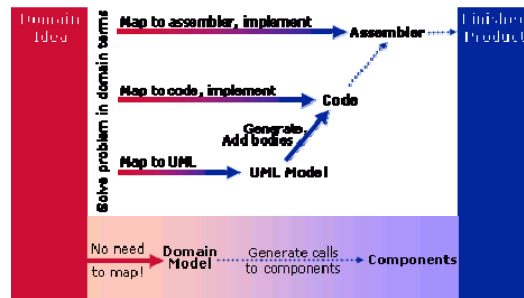 Domain
Idea
Finished
Product
Solve problem in domain terms
Map to assembler, implement
Assembler
Map to code, implement
Code
Generate,
Add bodies
Map to UML
UML Model
No need
to map!
Domain
Model
Generate calls
to components
Components